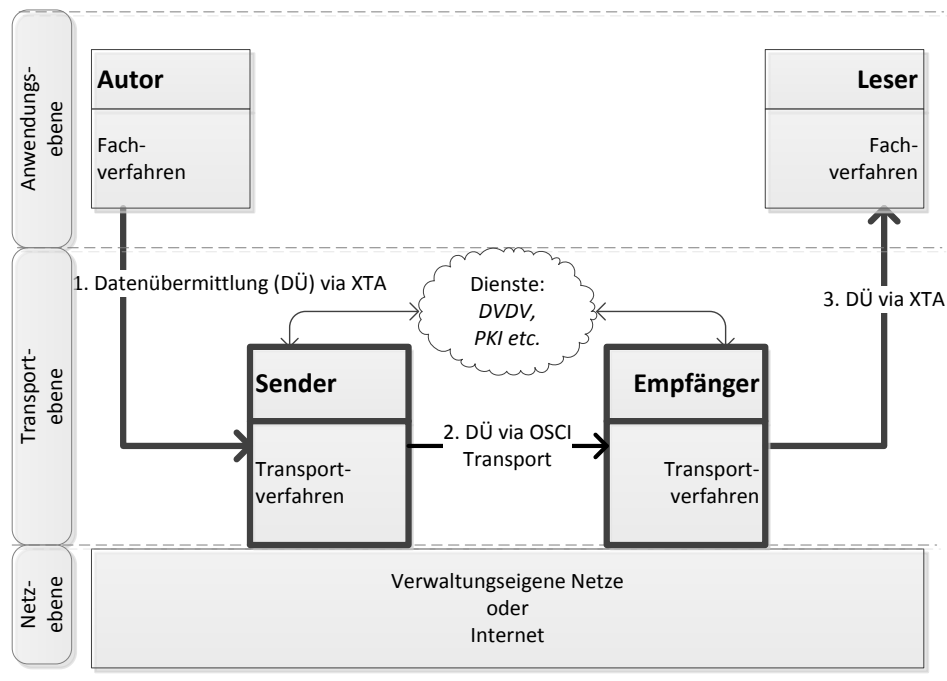 Anwendungs-
ebene
Autor
Fach-
verfahren
Leser
Fach-
verfahren
Transport-
ebene
1. Datenübermittlung (DÜ) via XTA
Dienste:
DVDV,
PKI etc.
3. DÜ via XTA
Sender
Transport-
verfahren
2. DÜ via OSCI
Transport
Empfänger
Transport-
verfahren
Netz-
ebene
Verwaltungseigene Netze
oder
Internet